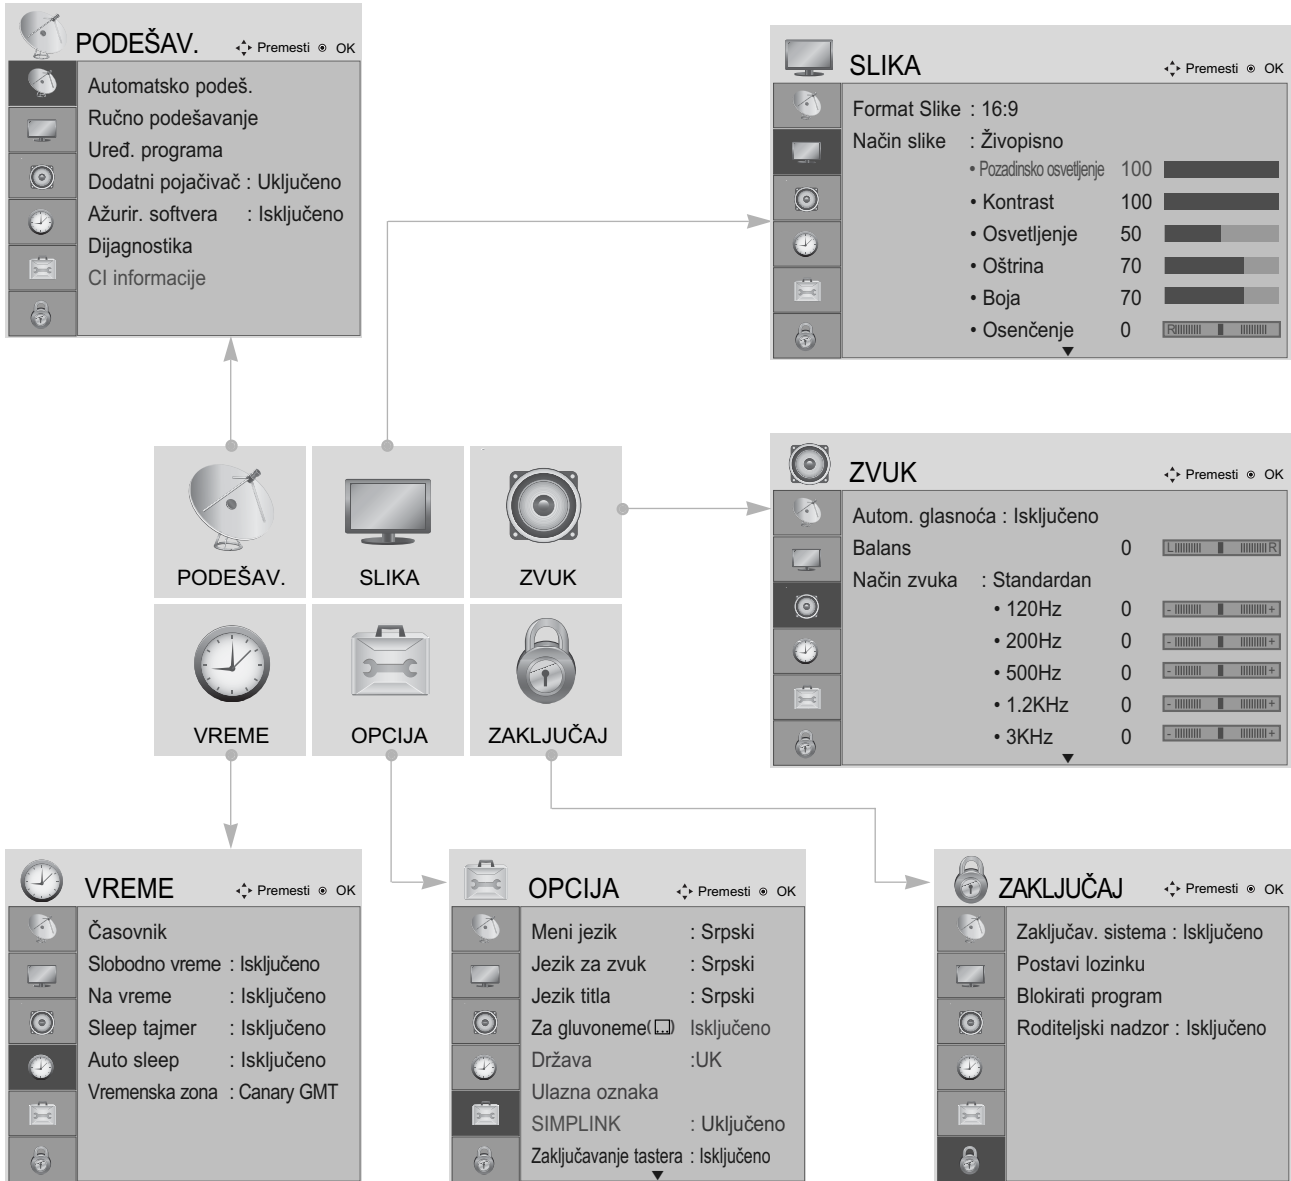 PODEŠAV.
Premesti OK
Automatsko podeš.
Ručno podešavanje
Uređ. programa
Dodatni pojačivač : Uključeno
Ažurir. softvera : Isključeno
Dijagnostika
CI informacije
SLIKA
Premesti OK
Format Slike : 16:9
Način slike : Živopisno
• Pozadinsko osvetljenje 100
• Kontrast 100
• Osvetljenje 50
• Oštrina 70
• Boja 70
• Osenčenje 0 R
PODEŠAV.
SLIKA
ZVUK
VREME
OPCIJA
ZAKLJUČAJ
ZVUK
Premesti OK
Autom. glasnoća : Isključeno
Balans 0 L R
Način zvuka : Standardan
• 120Hz 0 - +
• 200Hz 0 - +
• 500Hz 0 - +
• 1.2KHz 0 - +
• 3KHz 0 - +
VREME
Premesti OK
Časovnik
Slobodno vreme : Isključeno
Na vreme : Isključeno
Sleep tajmer : Isključeno
Auto sleep : Isključeno
Vremenska zona : Canary GMT
OPCIJA
Premesti OK
Meni jezik : Srpski
Jezik za zvuk : Srpski
Jezik titla : Srpski
Za gluvoneme( ) Isključeno
Država :UK
Ulazna oznaka
SIMPLINK : Uključeno
Zaključavanje tastera : Isključeno
ZAKLJUČAJ
Premesti OK
Zaključav. sistema : Isključeno
Postavi lozinku
Blokirati program
Roditeljski nadzor : Isključeno